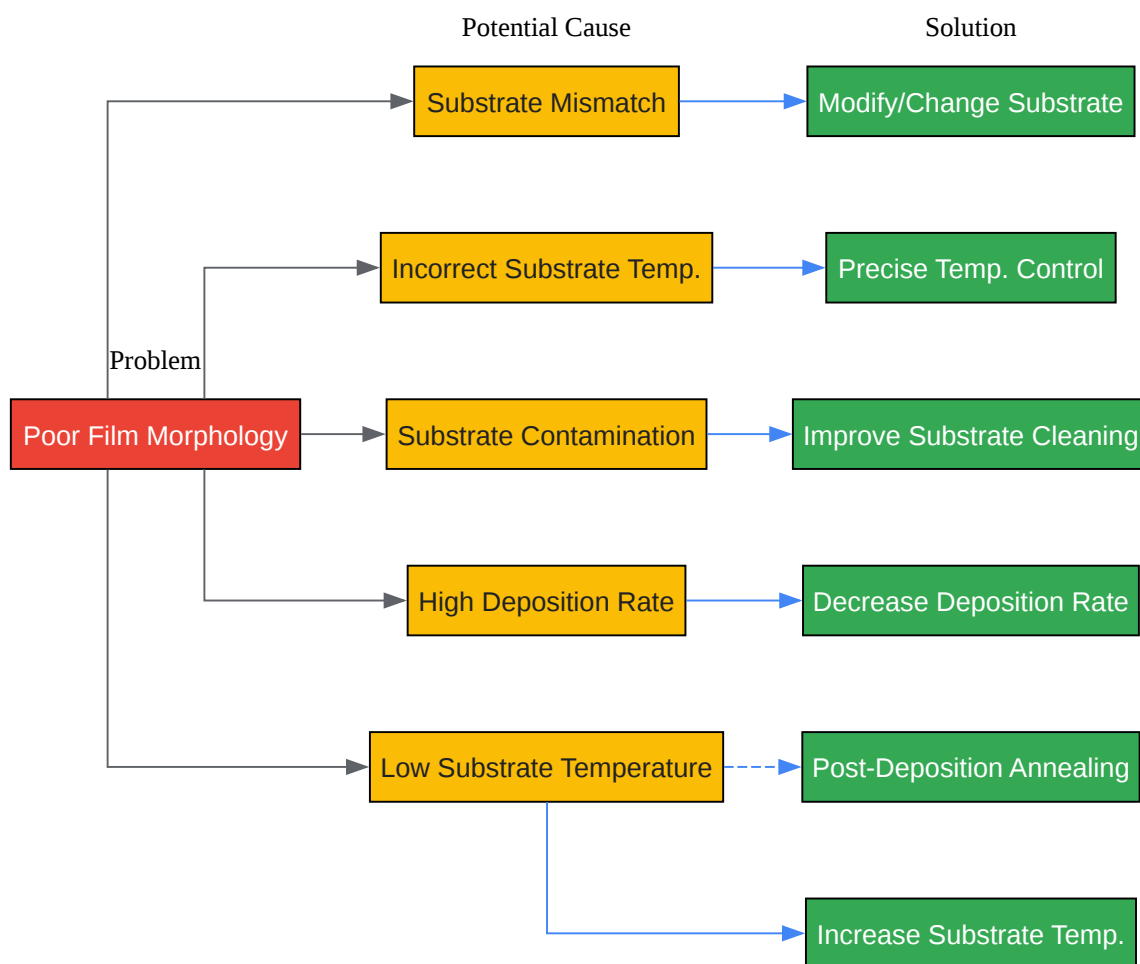 Potential Cause
Solution
Substrate Mismatch
Modify/Change Substrate
Incorrect Substrate Temp.
Precise Temp. Control
Problem
Poor Film Morphology
Substrate Contamination
Improve Substrate Cleaning
High Deposition Rate
Decrease Deposition Rate
Low Substrate Temperature
Post-Deposition Annealing
Increase Substrate Temp.